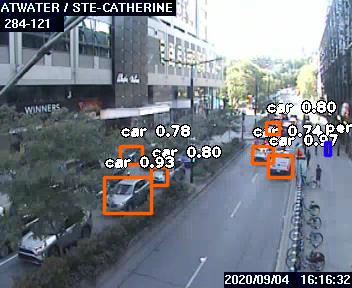 ATWATER / STE-CATHERINE
284-121
WINNERS
car 0.80
car 0.78
car 0.74
per
car 0.97
car 0.80
car 0.93
2020/09/04 16:16:32